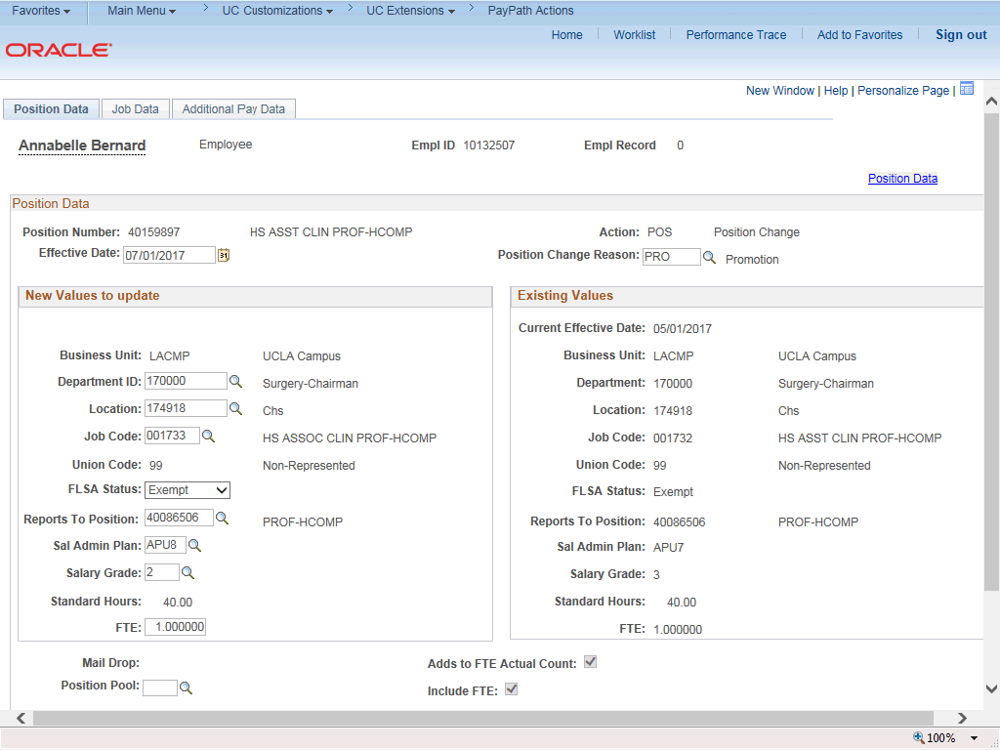 Favorites Main Menu > UC Customizations > UC Extensions > PayPath Actions
ORACLE Home Worklist Performance Trace Add to Favorites Sign out
New Window | Help | Personalize Page |
Position Data Job Data Additional Pay Data
Annabelle Bernard Employee Empl ID 10132507 Empl Record 0
Position Data
Position Data
Position Number: 40159897 HS ASST CLIN PROF-HCOMP Action: POS Position Change
Effective Date: 07/01/2017 31 Position Change Reason: PRO Promotion
New Values to update
Business Unit: LACMP UCLA Campus
Department ID: 170000 Surgery-Chairman
Location: 174918 Chs
Job Code: 001733 HS ASSOC CLIN PROF-HCOMP
Union Code: 99 Non-Represented
FLSA Status: Exempt
Reports To Position: 40086506 PROF-HCOMP
Sal Admin Plan: APU8
Salary Grade: 2
Standard Hours: 40.00
FTE: 1.000000
Existing Values
Current Effective Date: 05/01/2017
Business Unit: LACMP UCLA Campus
Department: 170000 Surgery-Chairman
Location: 174918 Chs
Job Code: 001732 HS ASST CLIN PROF-HCOMP
Union Code: 99 Non-Represented
FLSA Status: Exempt
Reports To Position: 40086506 PROF-HCOMP
Sal Admin Plan: APU7
Salary Grade: 3
Standard Hours: 40.00
FTE: 1.000000
Mail Drop: Adds to FTE Actual Count:
Position Pool: Include FTE:
100%